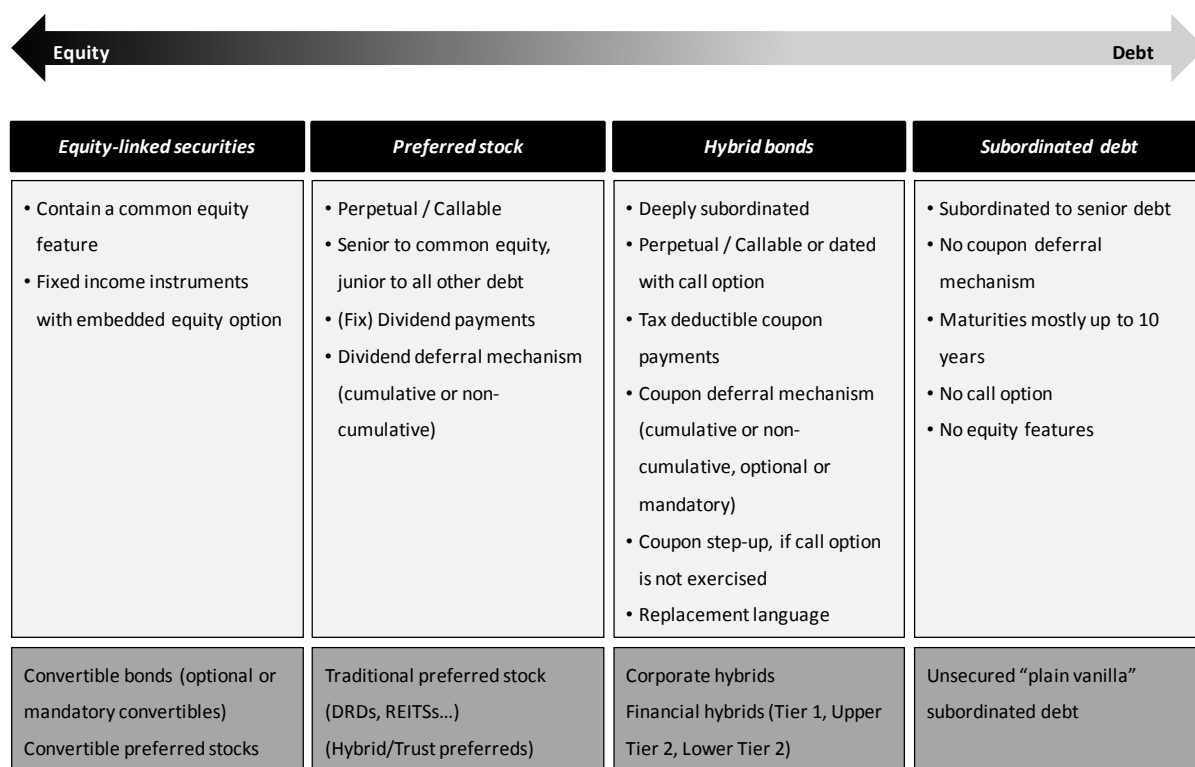 Equity
Debt
Equity-linked securities
Preferred stock
Hybrid bonds
Subordinated debt
• Contain a common equity
feature
• Fixed income instruments
with embedded equity option
• Perpetual / Callable
• Senior to common equity,
junior to all other debt
• (Fix) Dividend payments
• Dividend deferral mechanism
(cumulative or non-
cumulative)
• Deeply subordinated
• Perpetual / Callable or dated
with call option
• Tax deductible coupon
payments
• Coupon deferral mechanism
(cumulative or non-
cumulative, optional or
mandatory)
• Coupon step-up, if call option
is not exercised
• Replacement language
• Subordinated to senior debt
• No coupon deferral
mechanism
• Maturities mostly up to 10
years
• No call option
• No equity features
Convertible bonds (optional or
mandatory convertibles)
Convertible preferred stocks
Traditional preferred stock
(DRDs, REITSs...)
(Hybrid/Trust preferreds)
Corporate hybrids
Financial hybrids (Tier 1, Upper
Tier 2, Lower Tier 2)
Unsecured “plain vanilla”
subordinated debt